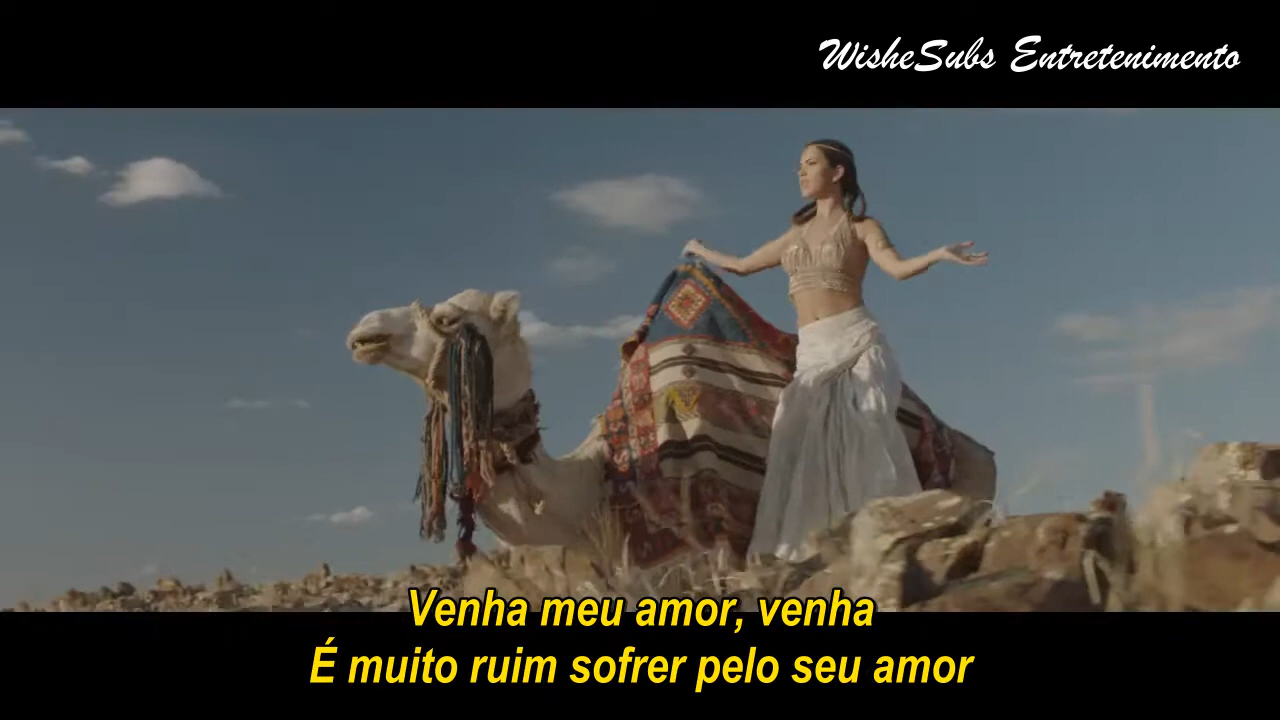 WisheSubs Entretenimento
Venha meu amor, venha
É muito ruim sofrer pelo seu amor